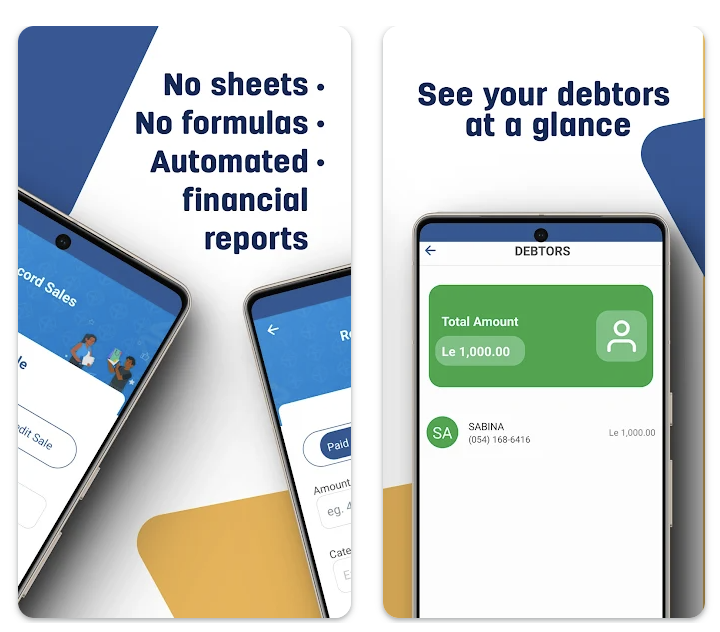 No sheets •
No formulas •
Automated •
financial
reports
cord Sales
le
dit Sale
R
Paid
Amount
eg. 4
Cate
E
See your debtors
at a glance
DEBTORS
Total Amount
Le 1,000.00
SA
SABINA
(054) 168-6416
Le 1,000.00